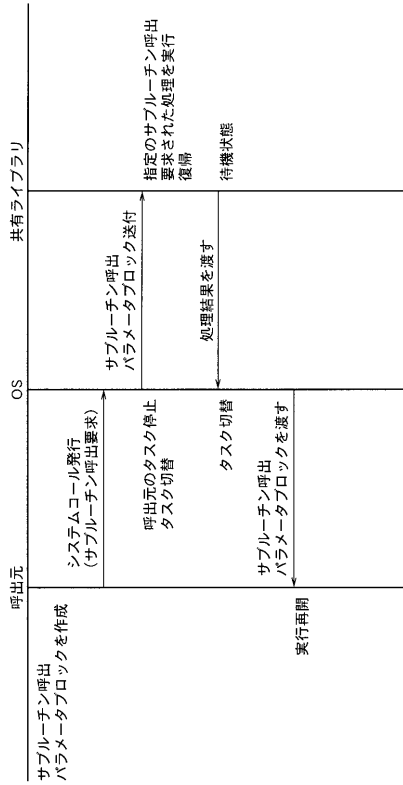 呼出元
OS
共有ライブラリ
サブルーチン呼出
パラメータブロックを作成
システムコール発行
(サブルーチン呼出要求)
呼出元のタスク停止
タスク切替
サブルーチン呼出
パラメータブロック送付
指定のサブルーチン呼出
要求された処理を実行
復帰
処理結果を渡す
待機状態
タスク切替
サブルーチン呼出
パラメータブロックを渡す
実行再開